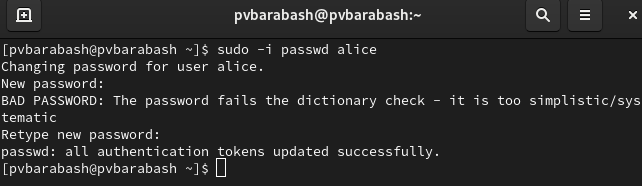 pvbarabash@pvbarabash:~
[pvbarabash@pvbarabash ~]$ sudo -i passwd alice
Changing password for user alice.
New password:
BAD PASSWORD: The password fails the dictionary check - it is too simplistic/sys
tematic
Retype new password:
passwd: all authentication tokens updated successfully.
[pvbarabash@pvbarabash ~]$